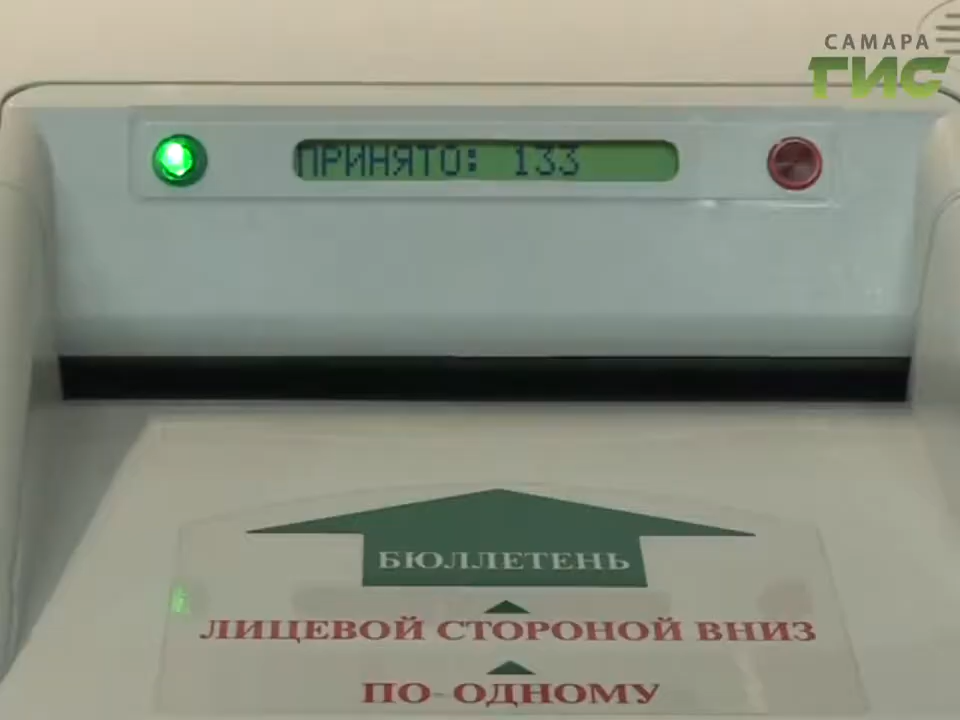 САМАРА
ГИС
ПРИНЯТО: 133
БЮЛЛЕТЕНЬ
ЛИЦЕВОЙ СТОРОНОЙ ВНИЗ
ПО-ОДНОМУ